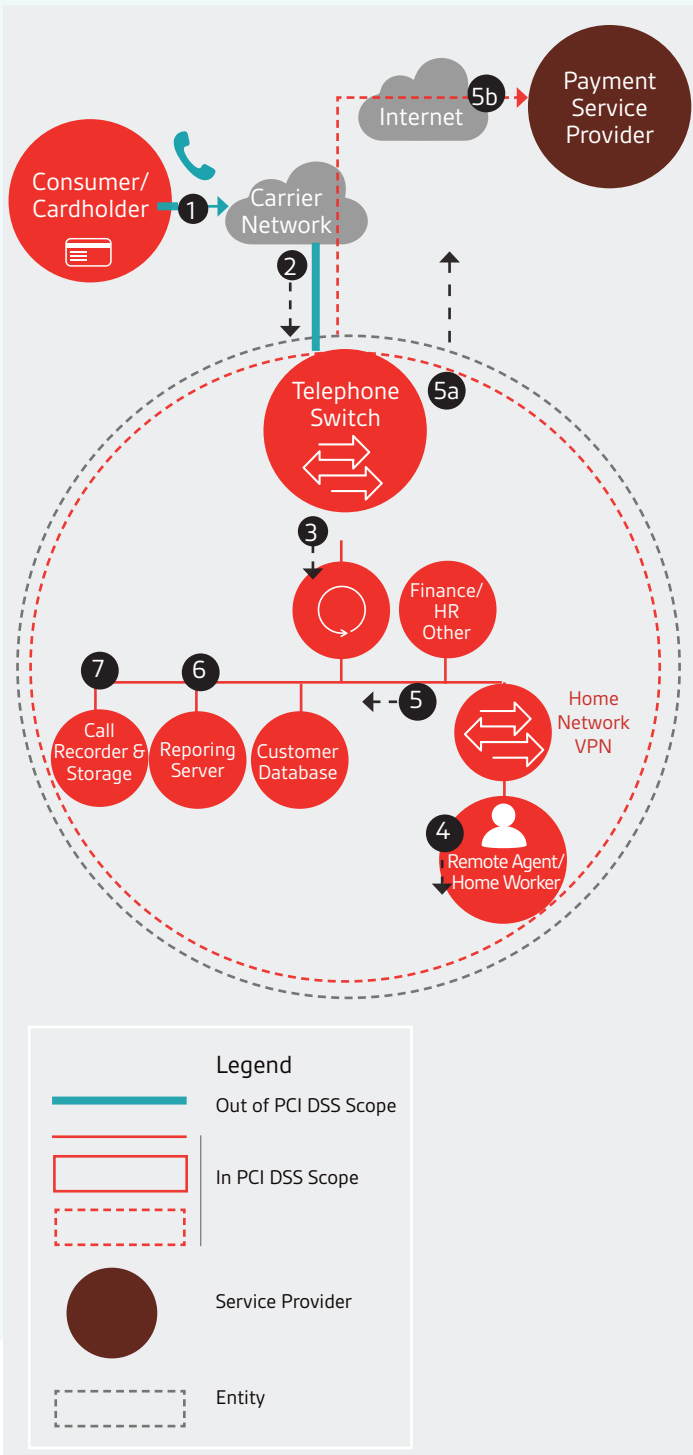 Payment
Service
Provider
5b
Internet
Consumer/
Cardholder
1
Carrier
Network
2
Telephone
Switch
5a
3
Finance/
HR
Other
7
6
5
Home
Network
VPN
Call
Recorder &
Storage
Reporing
Server
Customer
Database
4
Remote Agent/
Home Worker
Legend
Out of PCI DSS Scope
In PCI DSS Scope
Service Provider
Entity